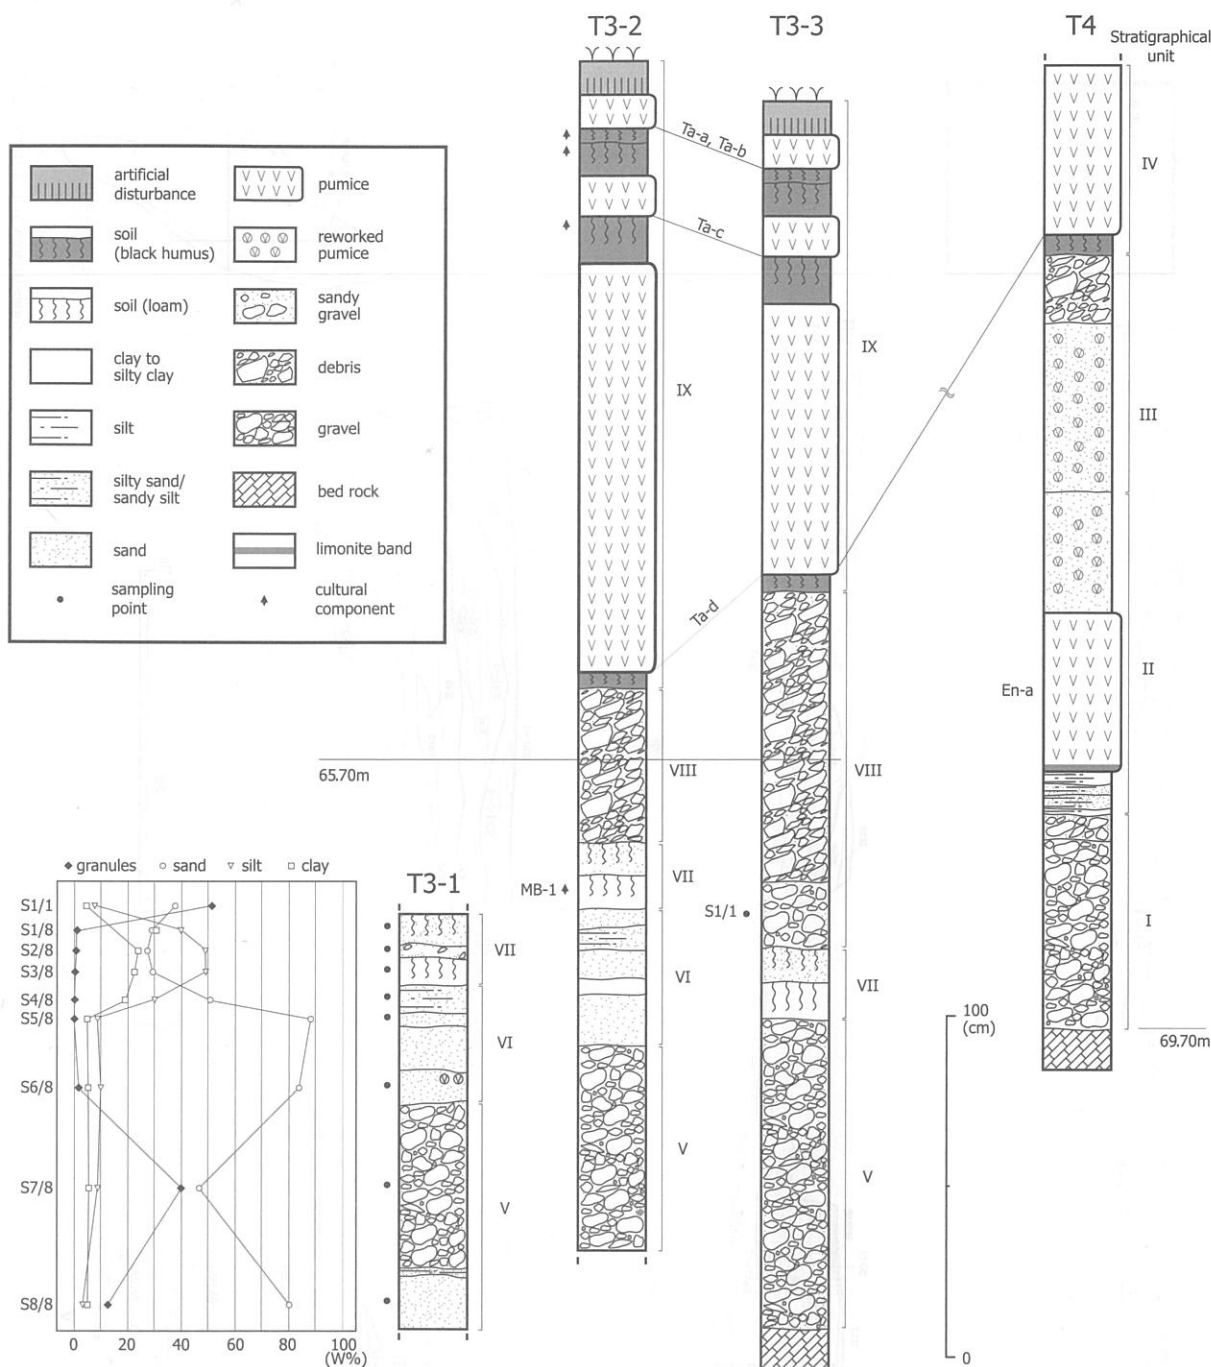 T3-2
T3-3
T4
Stratigraphical
unit
artificial
disturbance
pumice
soil
(black humus)
reworked
pumice
soil (loam)
sandy
gravel
clay to
silty clay
debris
silt
gravel
silty sand/
sandy silt
bed rock
sand
limonite band
sampling
point
cultural
component
Ta-a, Ta-b
Ta-c
Ta-d
IX
IX
IV
III
II
En-a
65.70m
VIII
VIII
VII
MB-1
VI
V
S1/1
VII
V
I
69.70m
100
(cm)
0
granules sand silt clay
T3-1
S1/1
S1/8
S2/8
S3/8
S4/8
S5/8
S6/8
S7/8
S8/8
VII
VI
V
0 20 40 60 80 100
(W%)